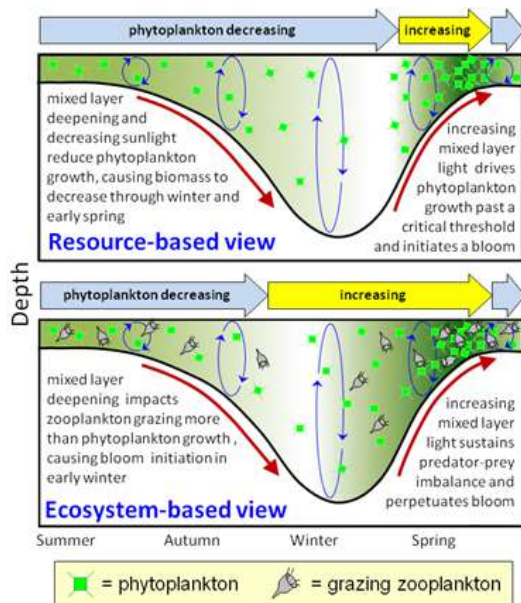 phytoplankton decreasing
increasing
mixed layer
deepening and
decreasing sunlight
reduce phytoplankton
growth, causing biomass to
decrease through winter and
early spring
increasing
mixed layer
light drives
phytoplankton
growth past a
critical threshold
and initiates a bloom
Resource-based view
Depth
phytoplankton decreasing
increasing
mixed layer
deepening impacts
zooplankton grazing more
than phytoplankton growth ,
causing bloom initiation in
early winter
increasing
mixed layer
light sustains
predator-prey
imbalance and
perpetuates bloom
Ecosystem-based view
Summer Autumn Winter Spring
= phytoplankton = grazing zooplankton